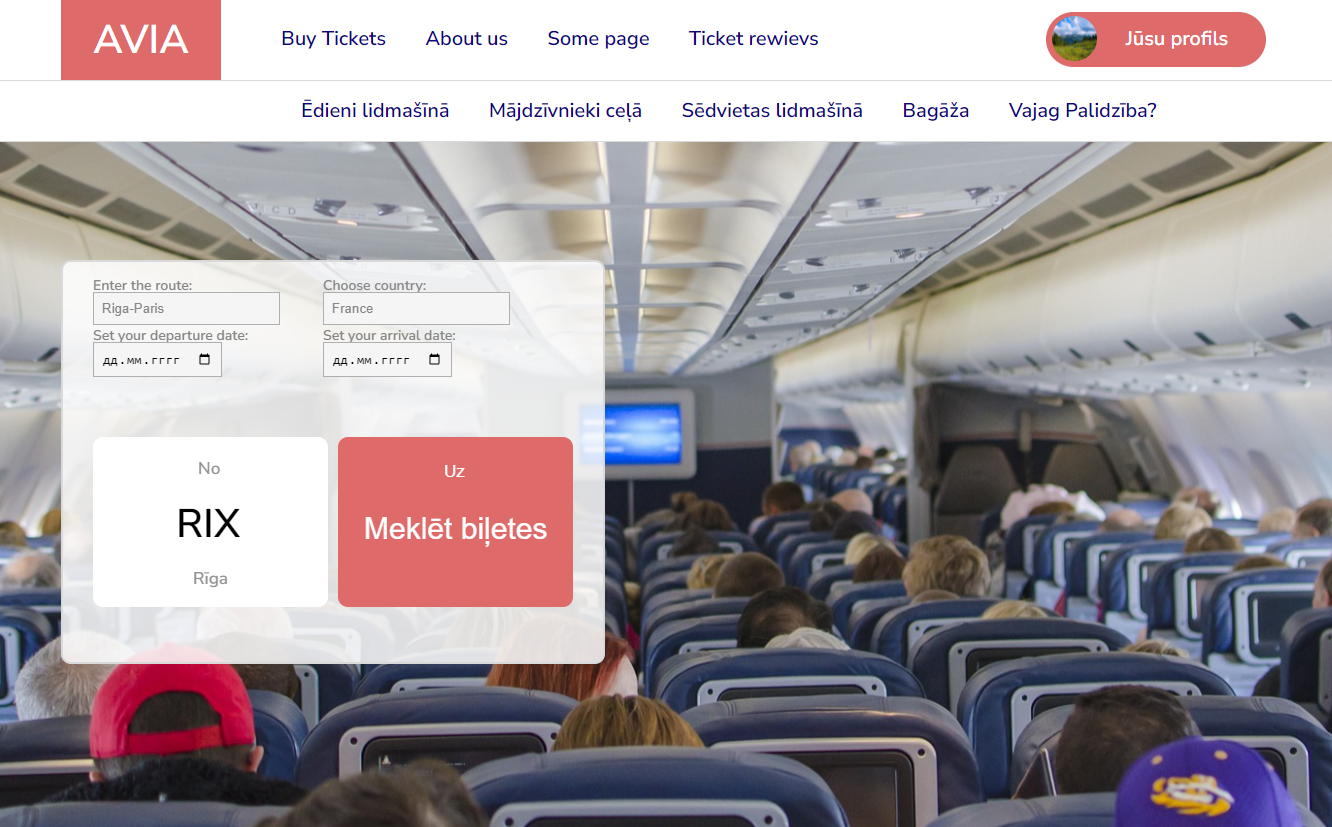 AVIA
Buy Tickets
About us
Some page
Ticket rewievs
Jūsu profils
Ēdieni lidmašīnā
Mājdzīvnieki ceļā
Sēdvietas lidmašīnā
Bagāža
Vajag Palidzība?
Enter the route:
Riga-Paris
Choose country:
France
Set your departure date:
дд.мм.гггг
Set your arrival date:
дд.мм.гггг
No
RIX
Rīga
Uz
Meklēt biļetes